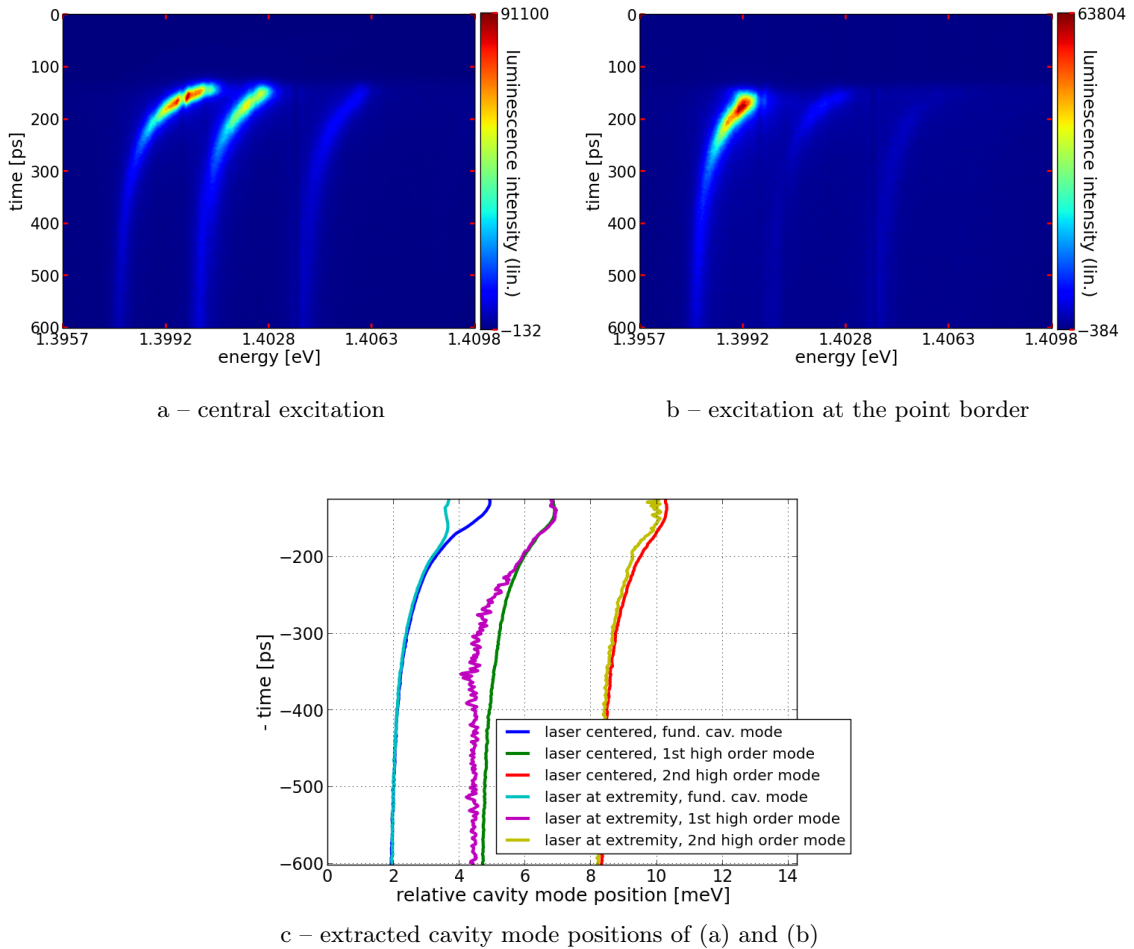 0
100
200
300
400
500
600
time [ps]
1.3957
1.3992
1.4028
1.4063
1.4098
energy [eV]
91100
−132
luminescence intensity (lin.)
0
100
200
300
400
500
600
time [ps]
1.3957
1.3992
1.4028
1.4063
1.4098
energy [eV]
63804
−384
luminescence intensity (lin.)
a – central excitation
b – excitation at the point border
−200
−300
−400
−500
−600
- time [ps]
laser centered, fund. cav. mode
laser centered, 1st high order mode
laser centered, 2nd high order mode
laser at extremity, fund. cav. mode
laser at extremity, 1st high order mode
laser at extremity, 2nd high order mode
0
2
4
6
8
10
12
14
relative cavity mode position [meV]
c – extracted cavity mode positions of (a) and (b)